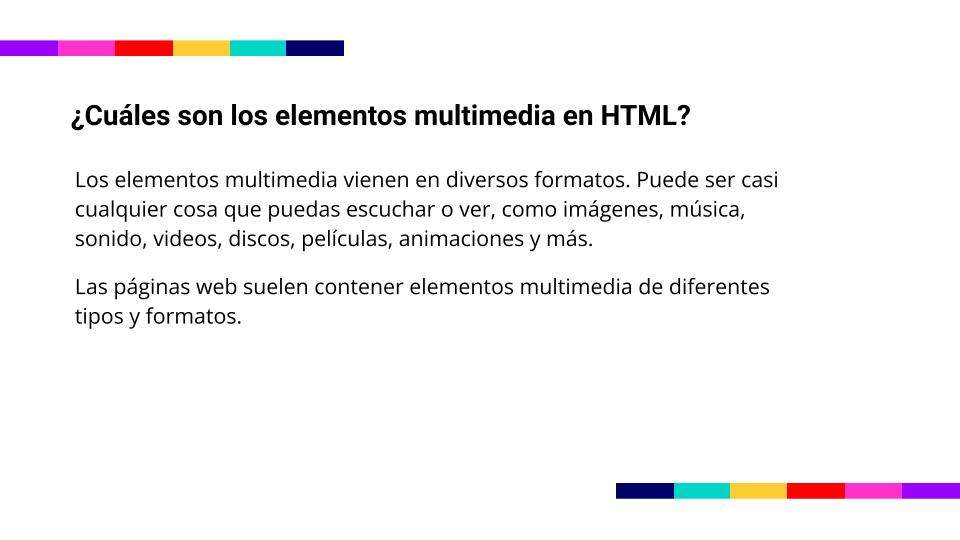 ¿Cuáles son los elementos multimedia en HTML?
Los elementos multimedia vienen en diversos formatos. Puede ser casi
cualquier cosa que puedas escuchar o ver, como imágenes, música,
sonido, videos, discos, películas, animaciones y más.
Las páginas web suelen contener elementos multimedia de diferentes
tipos y formatos.